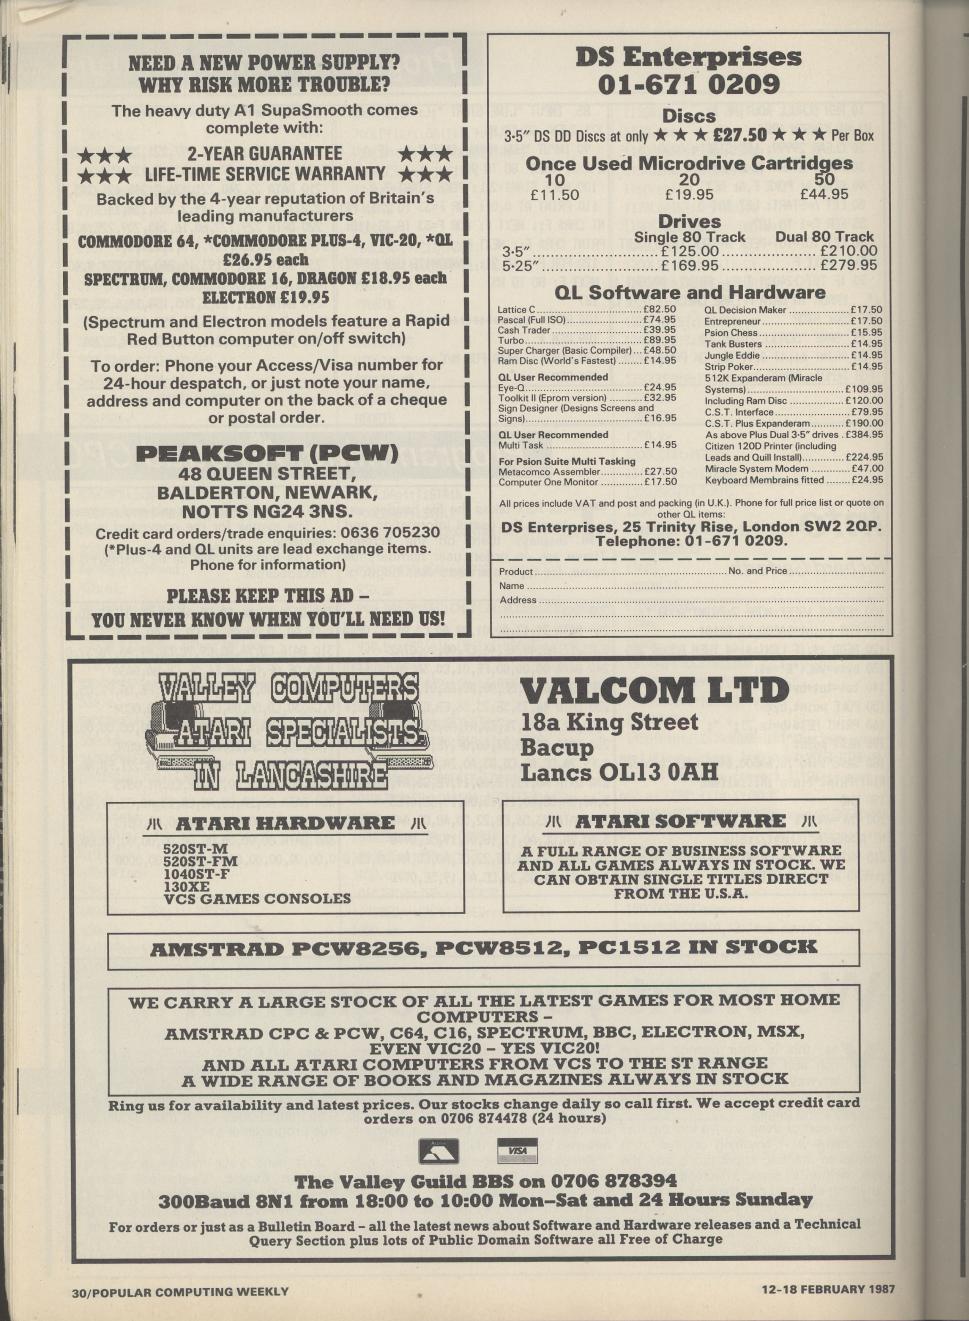 NEED A NEW POWER SUPPLY?
WHY RISK MORE TROUBLE?
The heavy duty A1 SupaSmooth comes
complete with:
★★★ 2-YEAR GUARANTEE ★★★
★★★ LIFE-TIME SERVICE WARRANTY ★★★
Backed by the 4-year reputation of Britain's
leading manufacturers
COMMODORE 64, *COMMODORE PLUS-4, VIC-20, *QL
£26.95 each
SPECTRUM, COMMODORE 16, DRAGON £18.95 each
ELECTRON £19.95
(Spectrum and Electron models feature a Rapid
Red Button computer on/off switch)
To order: Phone your Access/Visa number for
24-hour despatch, or just note your name,
address and computer on the back of a cheque
or postal order.
PEAKSOFT (PCW)
48 QUEEN STREET,
BALDERTON, NEWARK,
NOTTS NG24 3NS.
Credit card orders/trade enquiries: 0636 705230
(*Plus-4 and QL units are lead exchange items.
Phone for information)
PLEASE KEEP THIS AD –
YOU NEVER KNOW WHEN YOU'LL NEED US!
DS Enterprises
01-671 0209
Discs
3·5″ DS DD Discs at only ★ ★ ★ £27.50 ★ ★ ★ Per Box
Once Used Microdrive Cartridges
10 20 50
£11.50 £19.95 £44.95
Drives
Single 80 Track Dual 80 Track
3·5″ £125.00 £210.00
5·25″ £169.95 £279.95
QL Software and Hardware
Lattice C £82.50
Pascal (Full ISO) £74.95
Cash Trader £39.95
Turbo £89.95
Super Charger (Basic Compiler) £48.50
Ram Disc (World's Fastest) £14.95
QL User Recommended
Eye-Q £24.95
Toolkit II (Eprom version) £32.95
Sign Designer (Designs Screens and
Signs) £16.95
QL User Recommended
Multi Task £14.95
For Psion Suite Multi Tasking
Metacomco Assembler £27.50
Computer One Monitor £17.50
QL Decision Maker £17.50
Entrepreneur £17.50
Psion Chess £15.95
Tank Busters £14.95
Jungle Eddie £14.95
Strip Poker £14.95
512K Expanderam (Miracle
Systems) £109.95
Including Ram Disc £120.00
C.S.T. Interface £79.95
C.S.T. Plus Expanderam £190.00
As above Plus Dual 3·5″ drives £384.95
Citizen 120D Printer (including
Leads and Quill Install) £224.95
Miracle System Modem £47.00
Keyboard Membrains fitted £24.95
All prices include VAT and post and packing (in U.K.). Phone for full price list or quote on
other QL items:
DS Enterprises, 25 Trinity Rise, London SW2 2QP.
Telephone: 01-671 0209.
Product No. and Price
Name
Address
VALLEY COMPUTERS
ATARI SPECIALISTS
IN LANCASHIRE
VALCOM LTD
18a King Street
Bacup
Lancs OL13 0AH
ATARI HARDWARE
520ST-M
520ST-FM
1040ST-F
130XE
VCS GAMES CONSOLES
ATARI SOFTWARE
A FULL RANGE OF BUSINESS SOFTWARE
AND ALL GAMES ALWAYS IN STOCK. WE
CAN OBTAIN SINGLE TITLES DIRECT
FROM THE U.S.A.
AMSTRAD PCW8256, PCW8512, PC1512 IN STOCK
WE CARRY A LARGE STOCK OF ALL THE LATEST GAMES FOR MOST HOME
COMPUTERS –
AMSTRAD CPC & PCW, C64, C16, SPECTRUM, BBC, ELECTRON, MSX,
EVEN VIC20 – YES VIC20!
AND ALL ATARI COMPUTERS FROM VCS TO THE ST RANGE
A WIDE RANGE OF BOOKS AND MAGAZINES ALWAYS IN STOCK
Ring us for availability and latest prices. Our stocks change daily so call first. We accept credit card
orders on 0706 874478 (24 hours)
VISA
The Valley Guild BBS on 0706 878394
300Baud 8N1 from 18:00 to 10:00 Mon–Sat and 24 Hours Sunday
For orders or just as a Bulletin Board – all the latest news about Software and Hardware releases and a Technical
Query Section plus lots of Public Domain Software all Free of Charge
30/POPULAR COMPUTING WEEKLY
12-18 FEBRUARY 1987